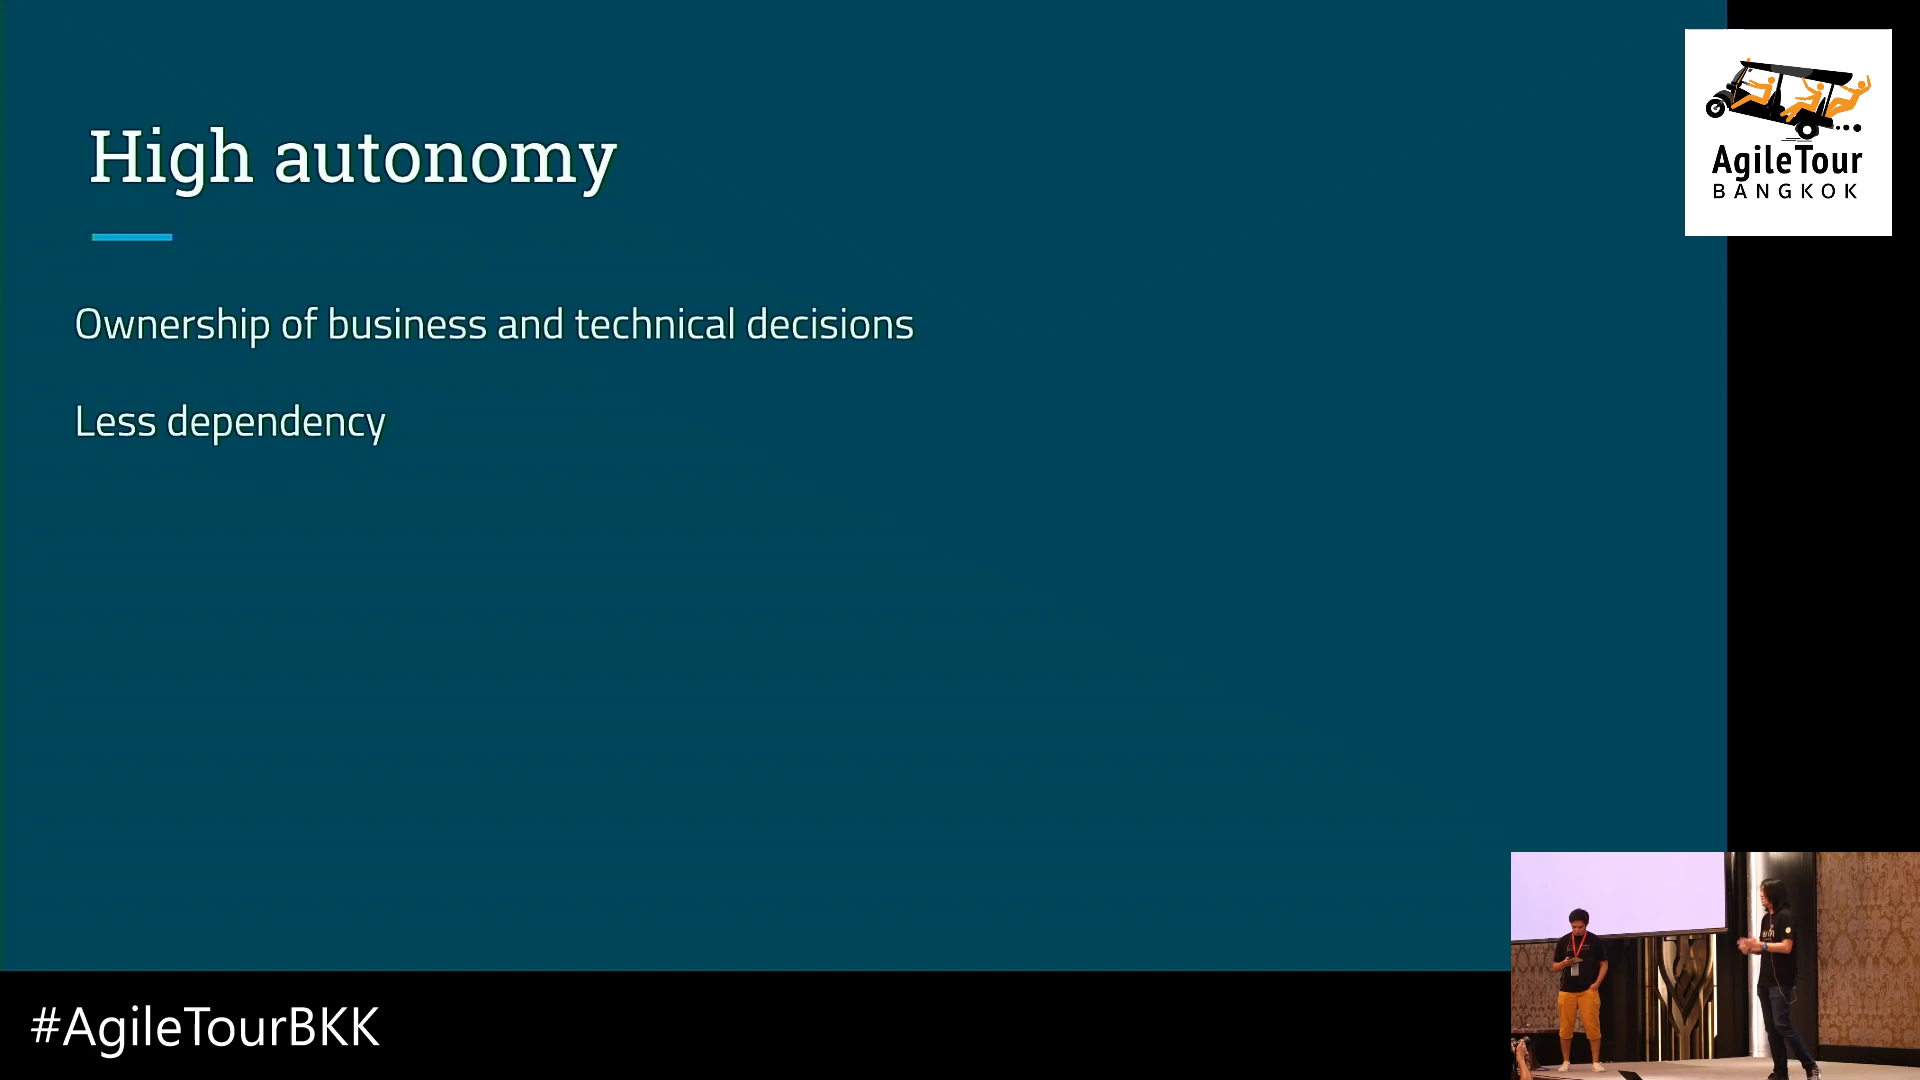 High autonomy
Ownership of business and technical decisions
Less dependency
AgileTour
BANGKOK
#AgileTourBKK